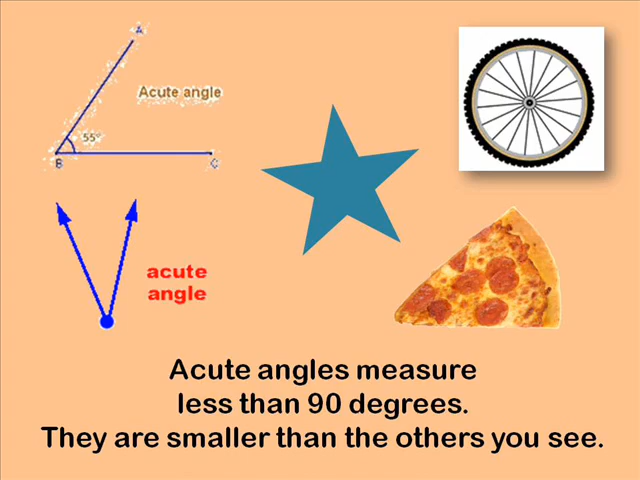 A
Acute angle
55°
B
C
acute
angle
Acute angles measure
less than 90 degrees.
They are smaller than the others you see.